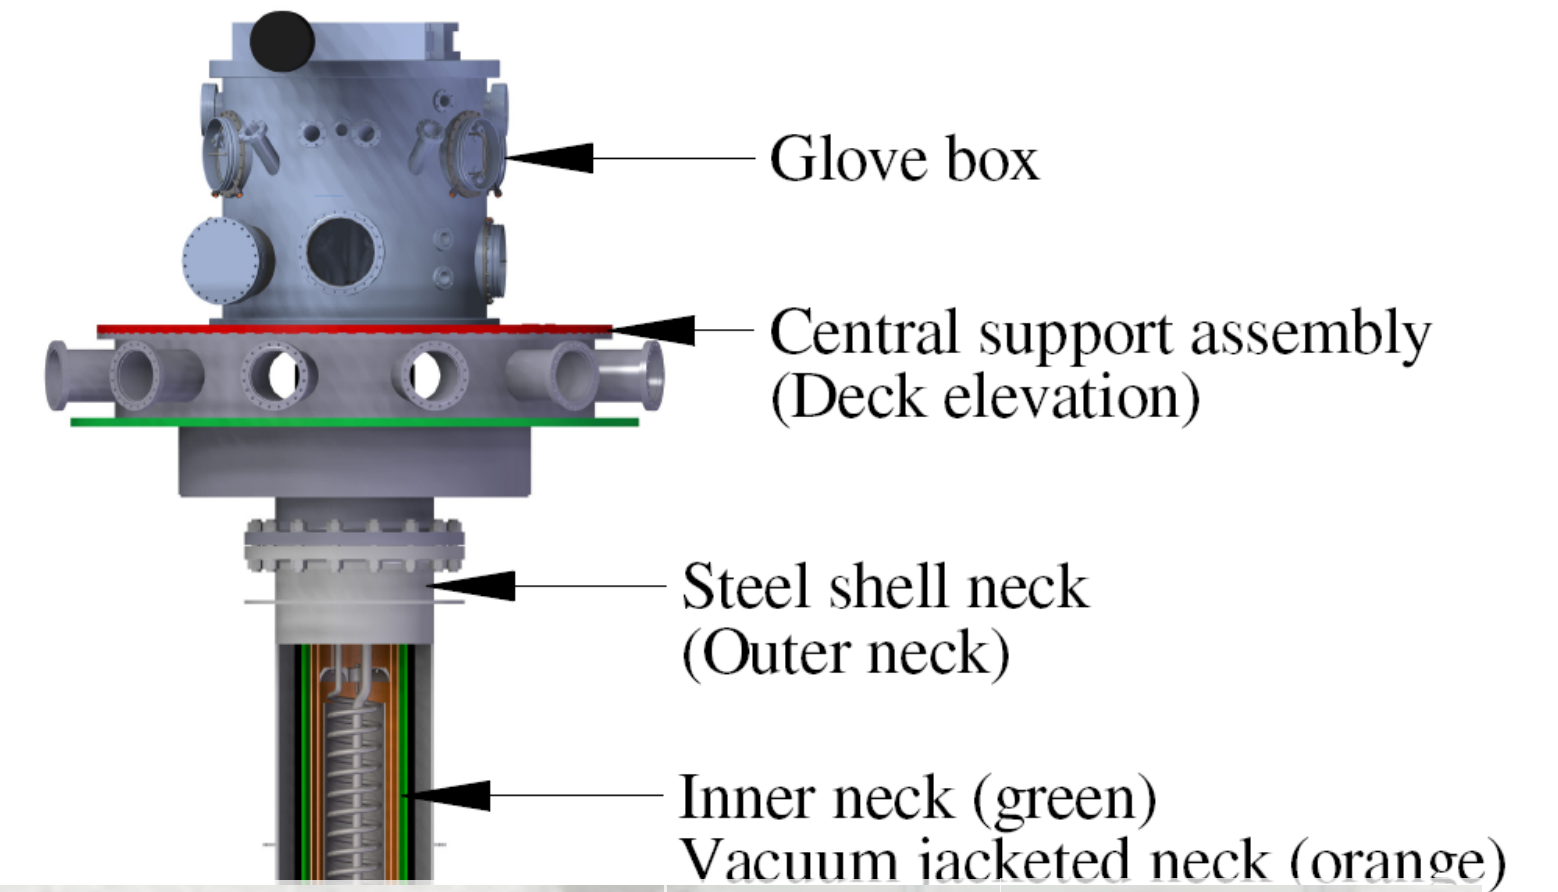 Glove box
Central support assembly
(Deck elevation)
Steel shell neck
(Outer neck)
Inner neck (green)
Vacuum jacketed neck (orange)